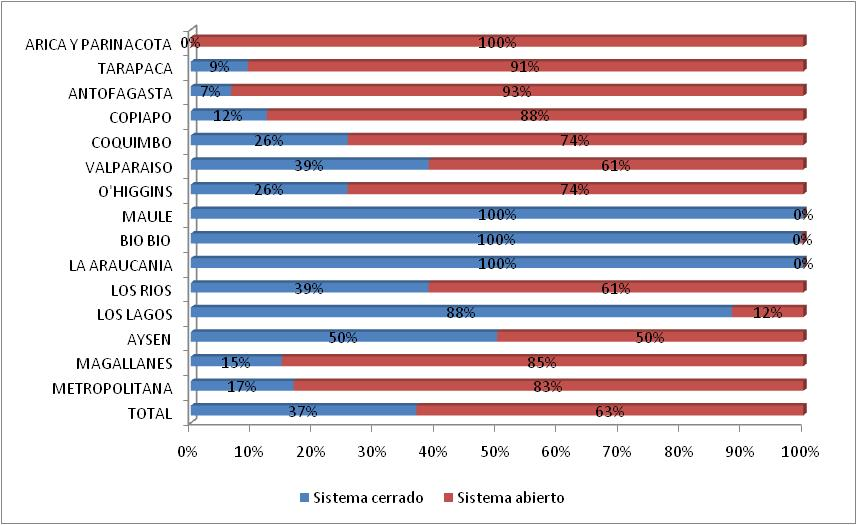 ARICA Y PARINACOTA 0% 100%
TARAPACA 9% 91%
ANTOFAGASTA 7% 93%
COPIAPO 12% 88%
COQUIMBO 26% 74%
VALPARAISO 39% 61%
O'HIGGINS 26% 74%
MAULE 100% 0%
BIO BIO 100% 0%
LA ARAUCANIA 100% 0%
LOS RIOS 39% 61%
LOS LAGOS 88% 12%
AYSEN 50% 50%
MAGALLANES 15% 85%
METROPOLITANA 17% 83%
TOTAL 37% 63%
0% 10% 20% 30% 40% 50% 60% 70% 80% 90% 100%
Sistema cerrado Sistema abierto